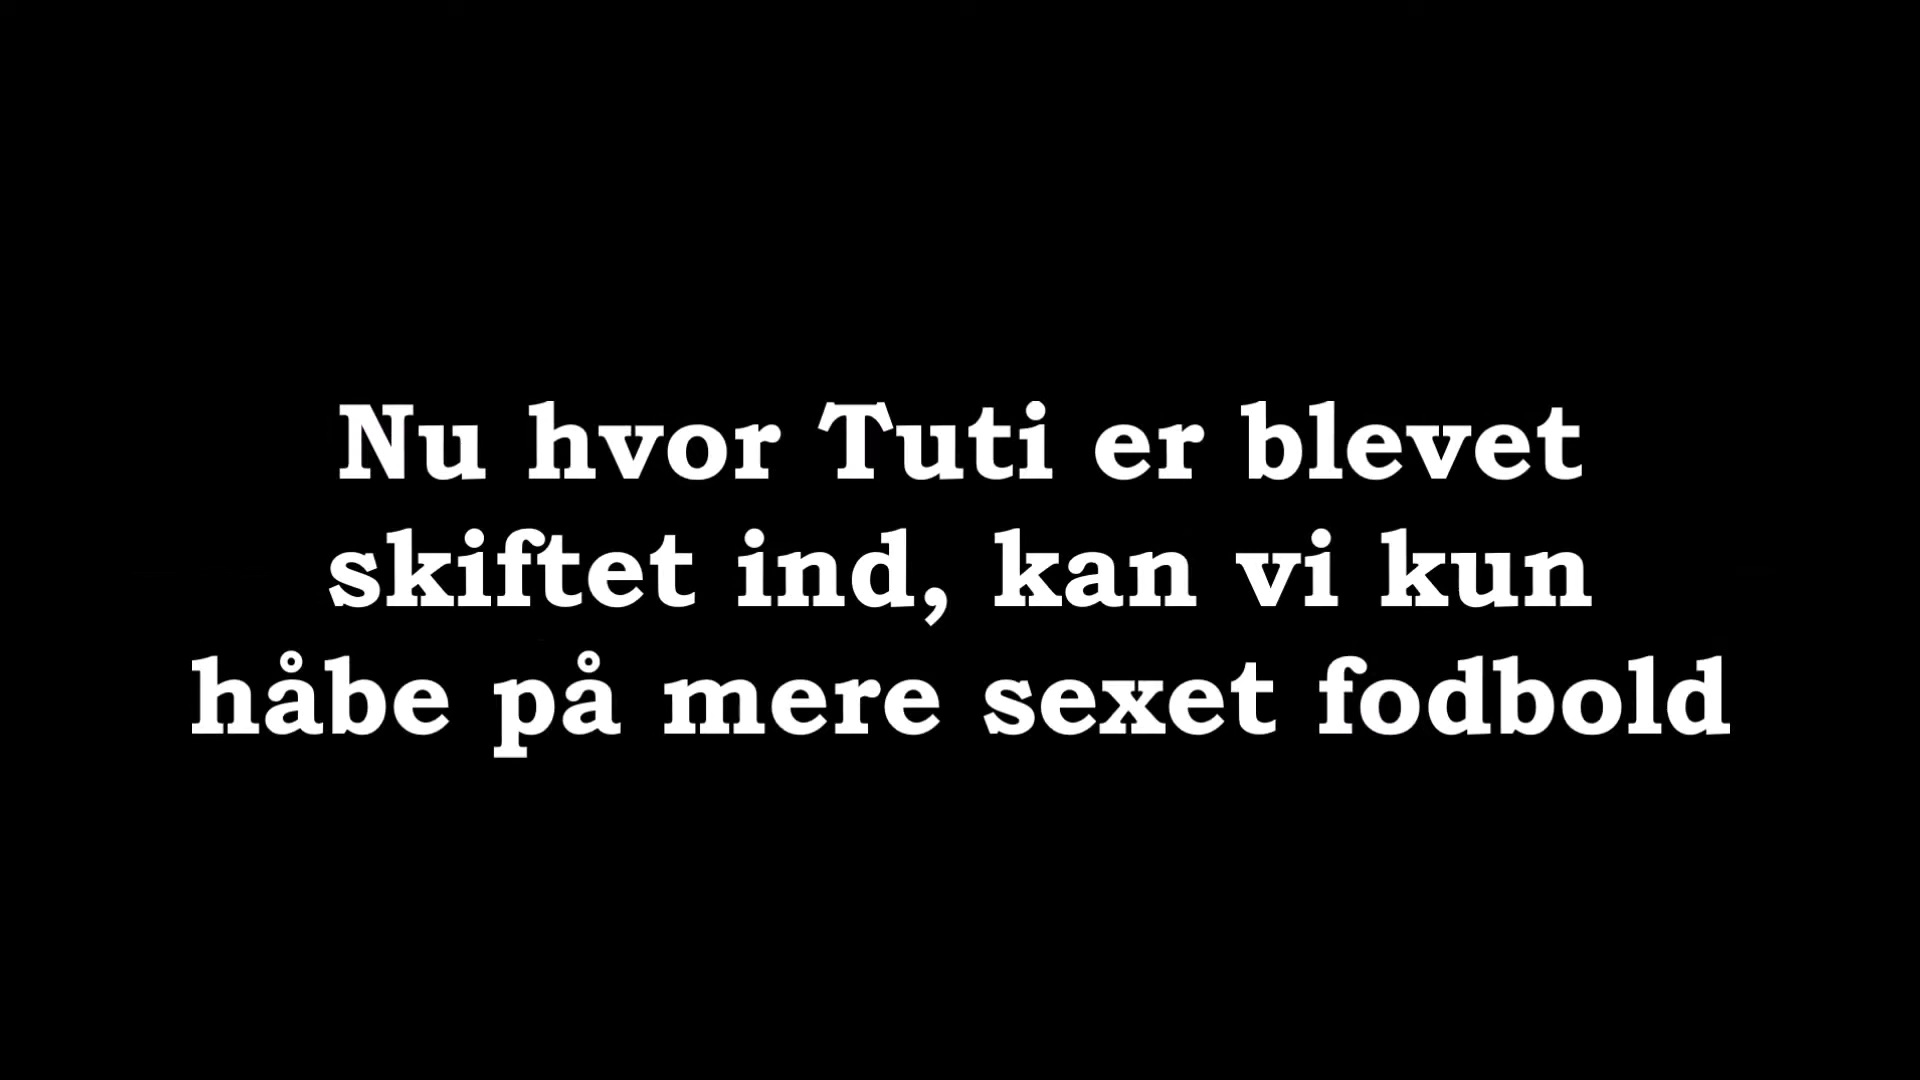 Nu hvor Tuti er blevet
skiftet ind, kan vi kun
håbe på mere sexet fodbold